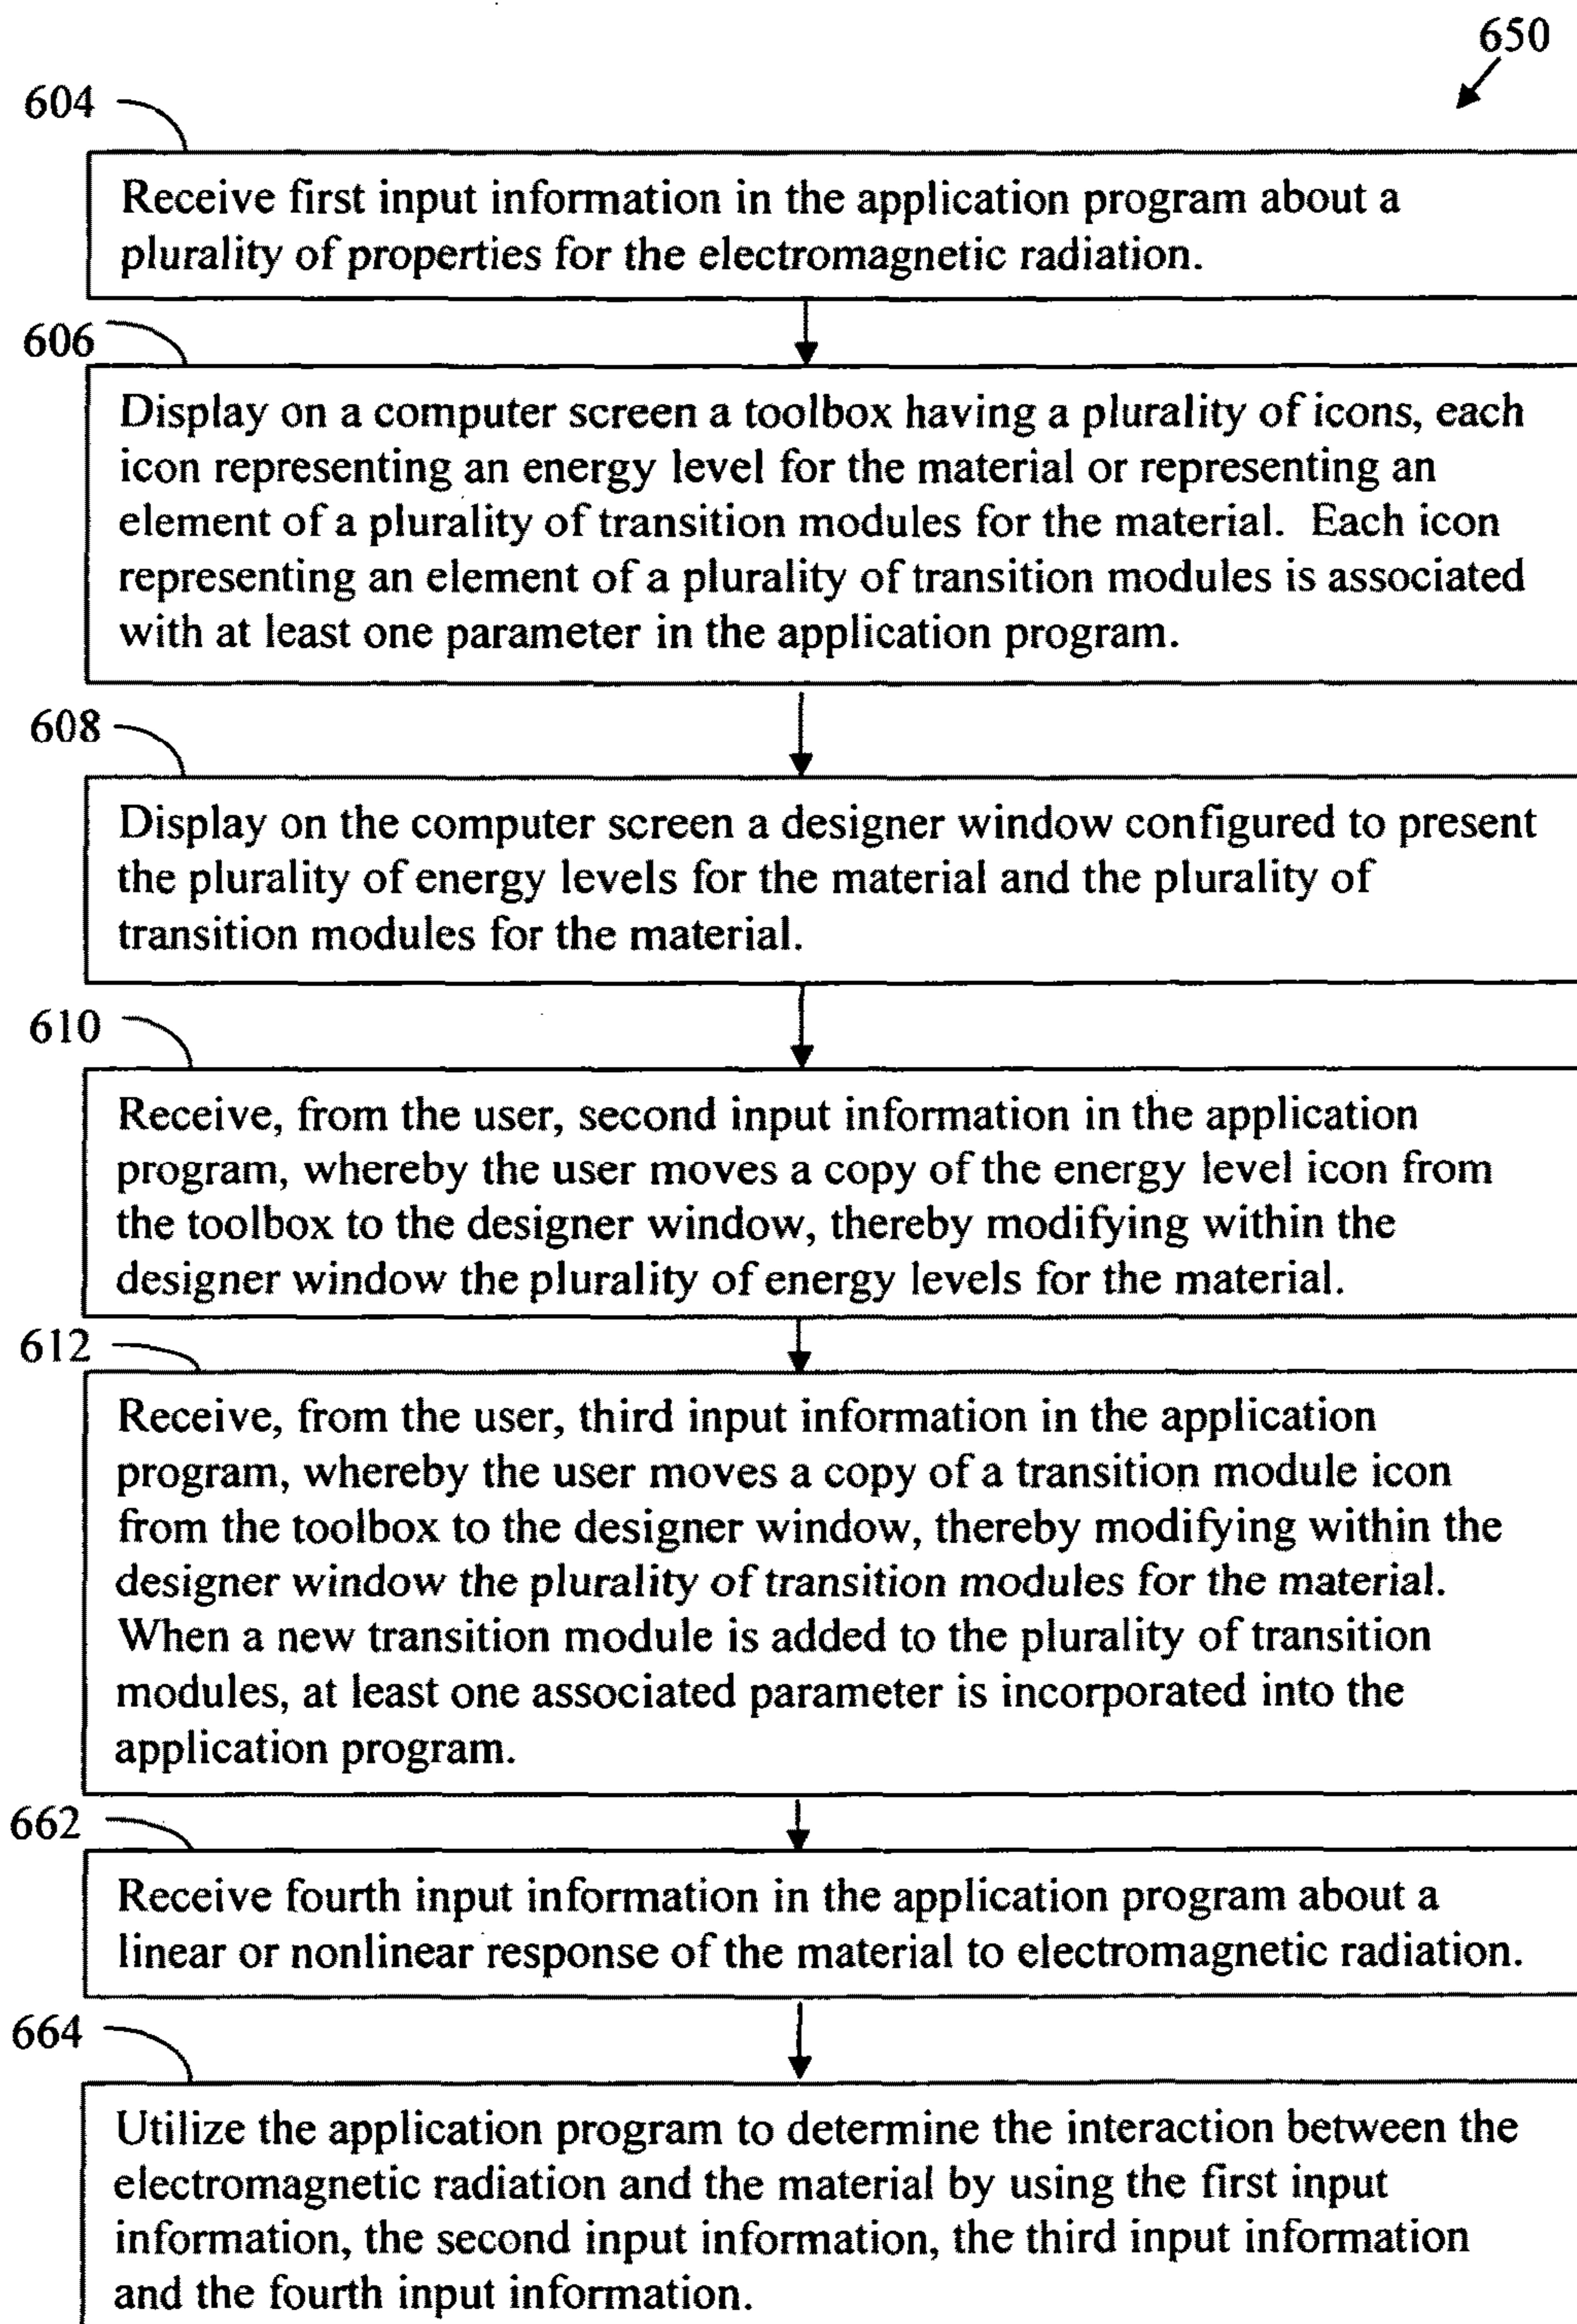 650
604
Receive first input information in the application program about a
plurality of properties for the electromagnetic radiation.
606
Display on a computer screen a toolbox having a plurality of icons, each
icon representing an energy level for the material or representing an
element of a plurality of transition modules for the material. Each icon
representing an element of a plurality of transition modules is associated
with at least one parameter in the application program.
608
Display on the computer screen a designer window configured to present
the plurality of energy levels for the material and the plurality of
transition modules for the material.
610
Receive, from the user, second input information in the application
program, whereby the user moves a copy of the energy level icon from
the toolbox to the designer window, thereby modifying within the
designer window the plurality of energy levels for the material.
612
Receive, from the user, third input information in the application
program, whereby the user moves a copy of a transition module icon
from the toolbox to the designer window, thereby modifying within the
designer window the plurality of transition modules for the material.
When a new transition module is added to the plurality of transition
modules, at least one associated parameter is incorporated into the
application program.
662
Receive fourth input information in the application program about a
linear or nonlinear response of the material to electromagnetic radiation.
664
Utilize the application program to determine the interaction between the
electromagnetic radiation and the material by using the first input
information, the second input information, the third input information
and the fourth input information.